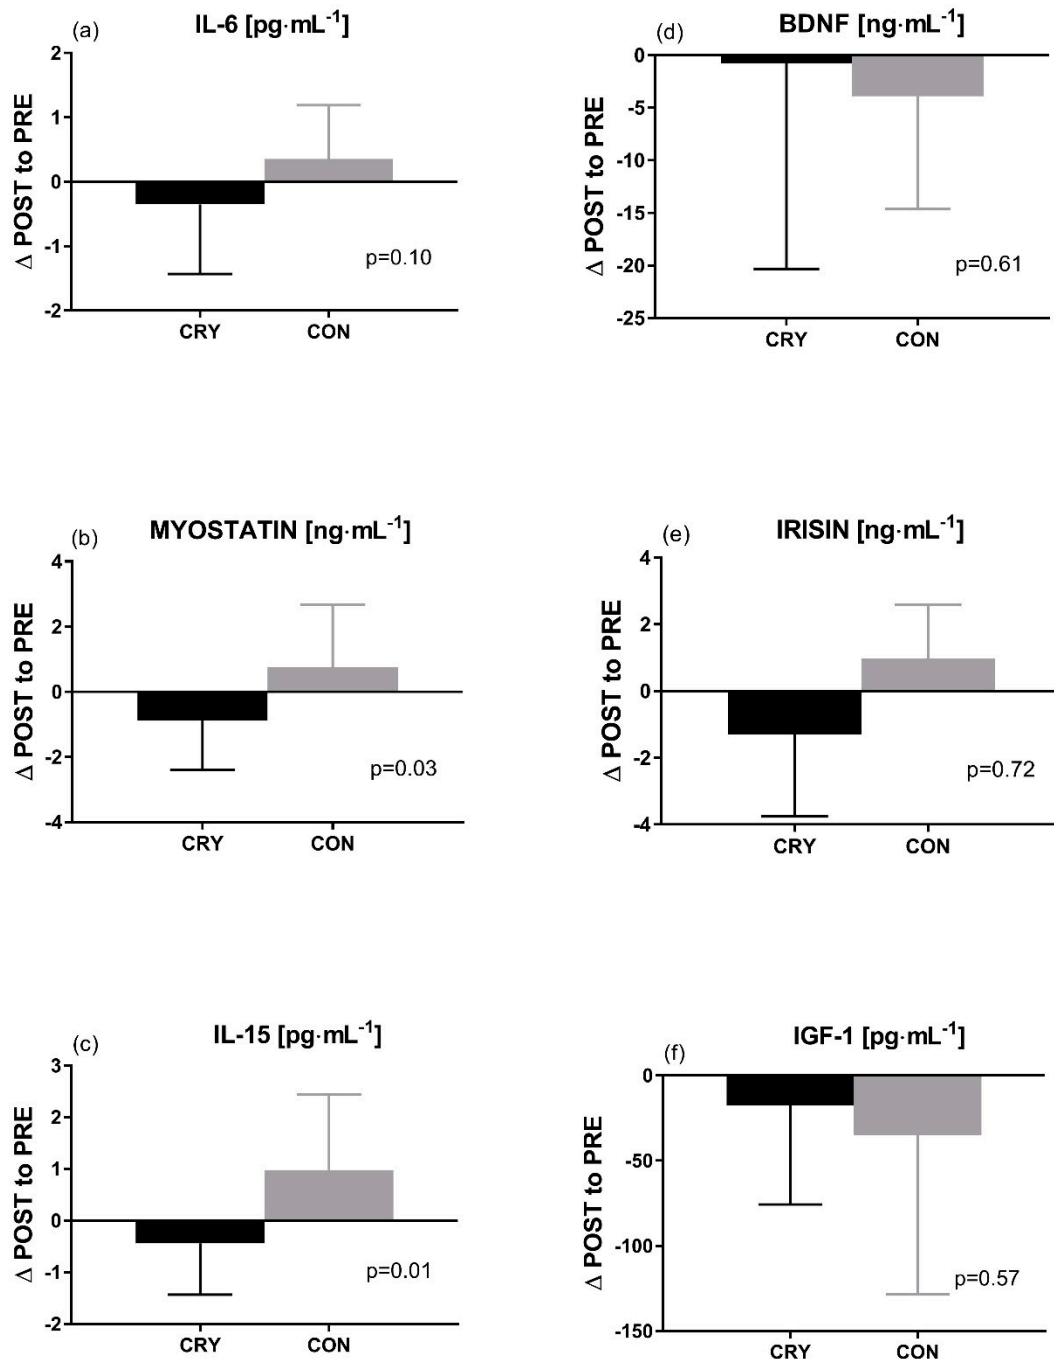 (a)
IL-6 [pg·mL⁻¹]
Δ POST to PRE
2
1
0
-1
-2
p=0.10
CRY CON
(d)
BDNF [ng·mL⁻¹]
Δ POST to PRE
0
-5
-10
-15
-20
-25
p=0.61
CRY CON
(b)
MYOSTATIN [ng·mL⁻¹]
Δ POST to PRE
4
2
0
-2
-4
p=0.03
CRY CON
(e)
IRISIN [ng·mL⁻¹]
Δ POST to PRE
4
2
0
-2
-4
p=0.72
CRY CON
(c)
IL-15 [pg·mL⁻¹]
Δ POST to PRE
3
2
1
0
-1
-2
p=0.01
CRY CON
(f)
IGF-1 [pg·mL⁻¹]
Δ POST to PRE
0
-50
-100
-150
p=0.57
CRY CON